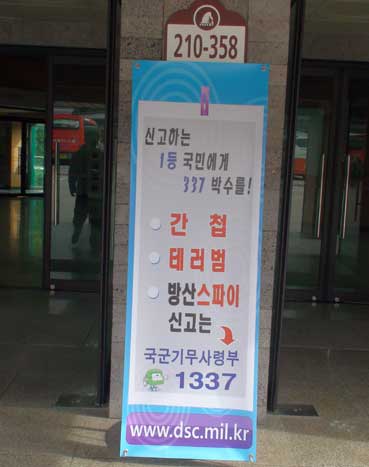 210-358
신고하는
1등 국민에게
337 박수를!
간 첩
테러범
방산스파이
신고는
국군기무사령부
1337
www.dsc.mil.kr